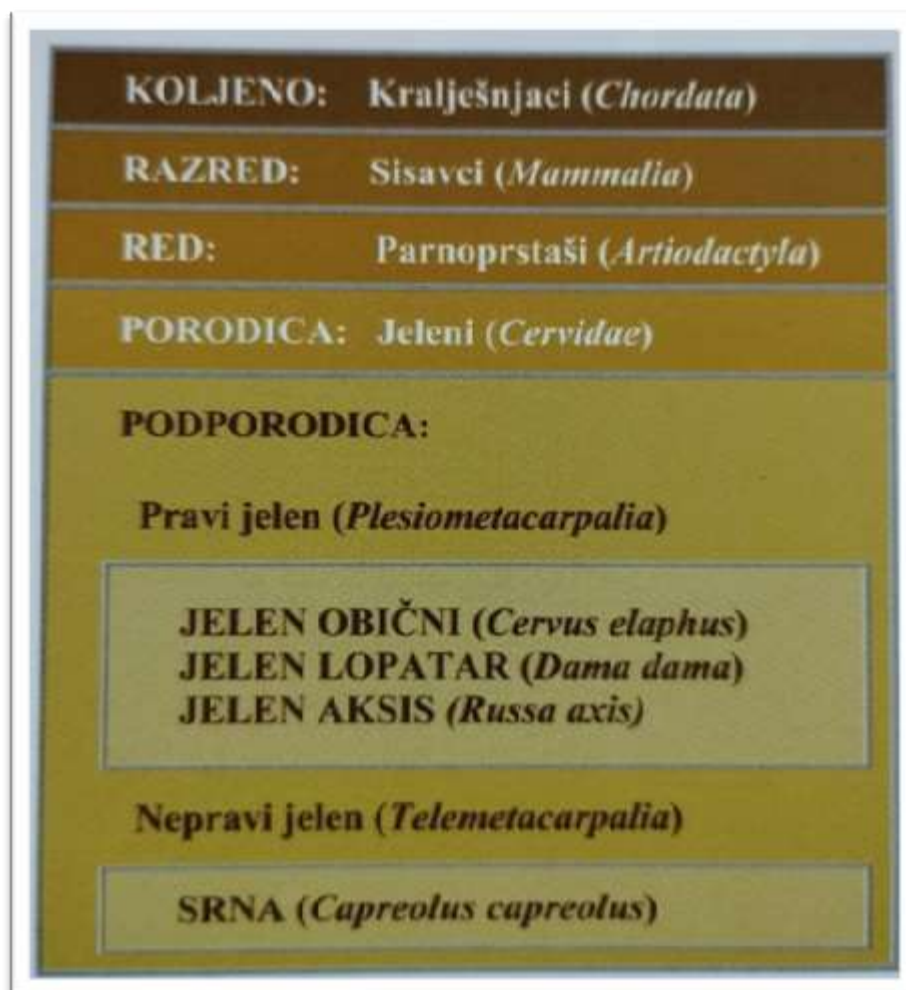 KOLJENO: Kralješnjaci (Chordata)
RAZRED: Sisavci (Mammalia)
RED: Parnoprstaši (Artiodactyla)
PORODICA: Jeleni (Cervidae)
PODPORODICA:
Pravi jelen (Plesiometacarpalia)
JELEN OBIČNI (Cervus elaphus)
JELEN LOPATAR (Dama dama)
JELEN AKSIS (Russa axis)
Nepravi jelen (Telemetacarpalia)
SRNA (Capreolus capreolus)